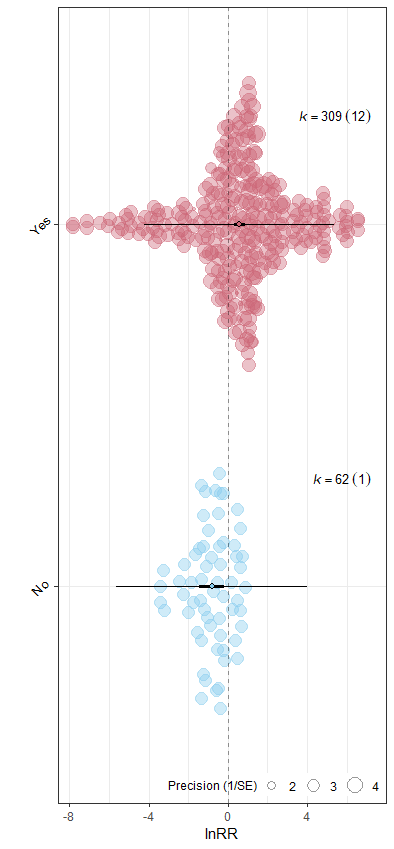 k = 309 (12)
Yes
k = 62 (1)
No
Precision (1/SE) 2 3 4
-8 -4 0 4
lnRR